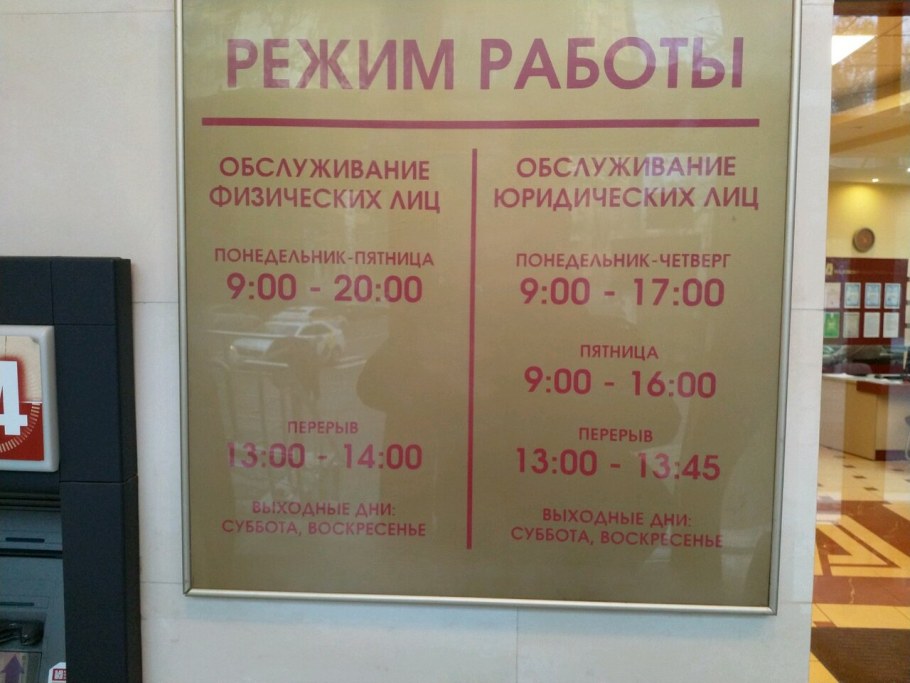 РЕЖИМ РАБОТЫ
ОБСЛУЖИВАНИЕ
ФИЗИЧЕСКИХ ЛИЦ
ПОНЕДЕЛЬНИК-ПЯТНИЦА
9:00 - 20:00
ПЕРЕРЫВ
13:00 - 14:00
ВЫХОДНЫЕ ДНИ:
СУББОТА, ВОСКРЕСЕНЬЕ
ОБСЛУЖИВАНИЕ
ЮРИДИЧЕСКИХ ЛИЦ
ПОНЕДЕЛЬНИК-ЧЕТВЕРГ
9:00 - 17:00
ПЯТНИЦА
9:00 - 16:00
ПЕРЕРЫВ
13:00 - 13:45
ВЫХОДНЫЕ ДНИ:
СУББОТА, ВОСКРЕСЕНЬЕ
4